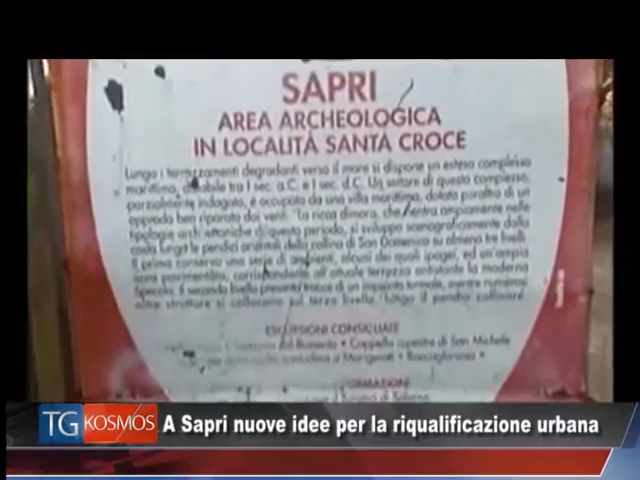 SAPRI
AREA ARCHEOLOGICA
IN LOCALITÀ SANTA CROCE
Lungo i terrazzamenti degradanti verso il mare si dispone un esteso complesso
marittimo, databile tra I sec. a.C. e I sec. d.C. Un settore di questo complesso,
parzialmente indagato, è occupato da una villa marittima, dotata peraltro di un
approdo ben riparato dai venti. La ricca dimora, che rientra ampiamente nelle
tipologie architettoniche di questo periodo, si sviluppa scenograficamente dalla
costa lungo le pendici orientali della collina di San Domenico su almeno tre livelli.
Il primo conserva una serie di ambienti, alcuni dei quali ipogei, ed un'ampia
corrispondente all'attuale terrazza antistante la moderna
Il secondo livello presenta tracce di un impianto termale, mentre numerose
altre strutture si collocano sul terzo livello lungo il pendio collinare.
ESCURSIONI CONSIGLIATE
Cappella rupestre di San Michele
a Morigerati • Roccagloriosa •
TG KOSMOS A Sapri nuove idee per la riqualificazione urbana